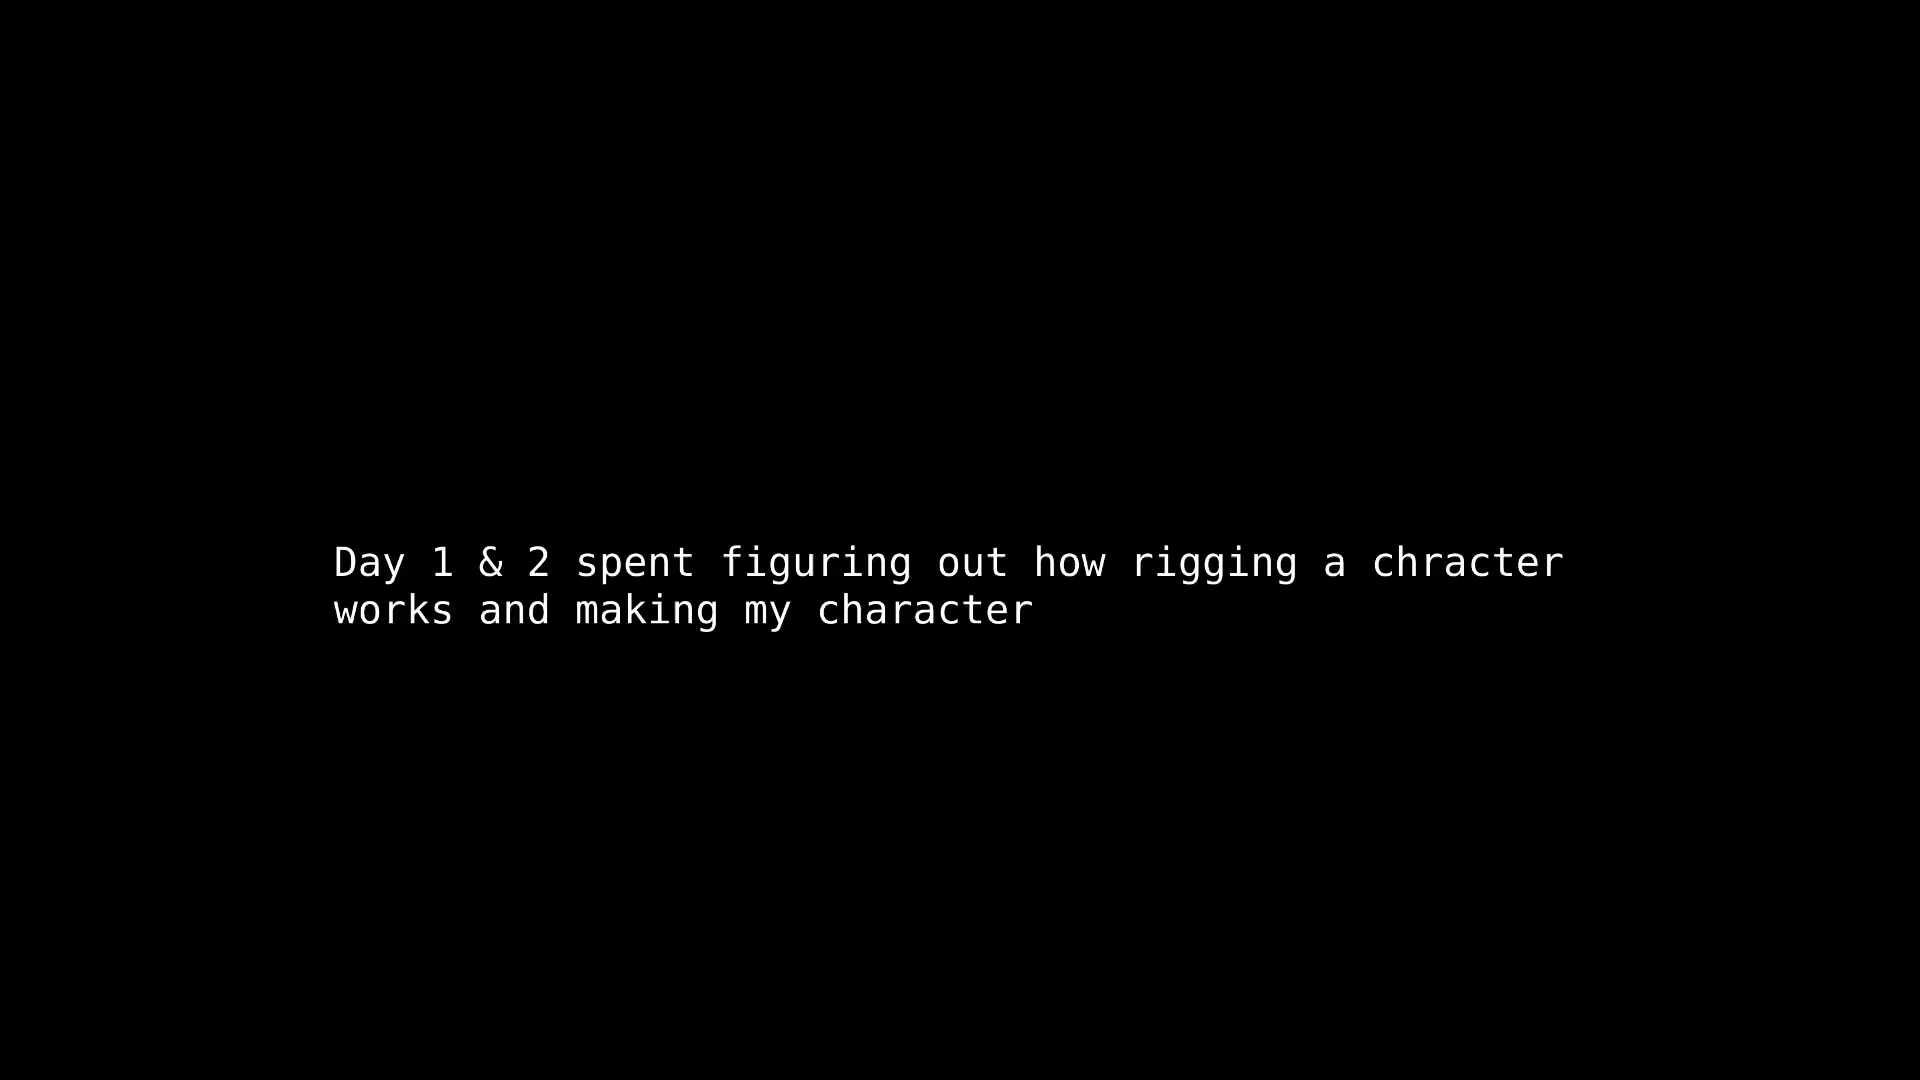 Day 1 & 2 spent figuring out how rigging a chracter
works and making my character